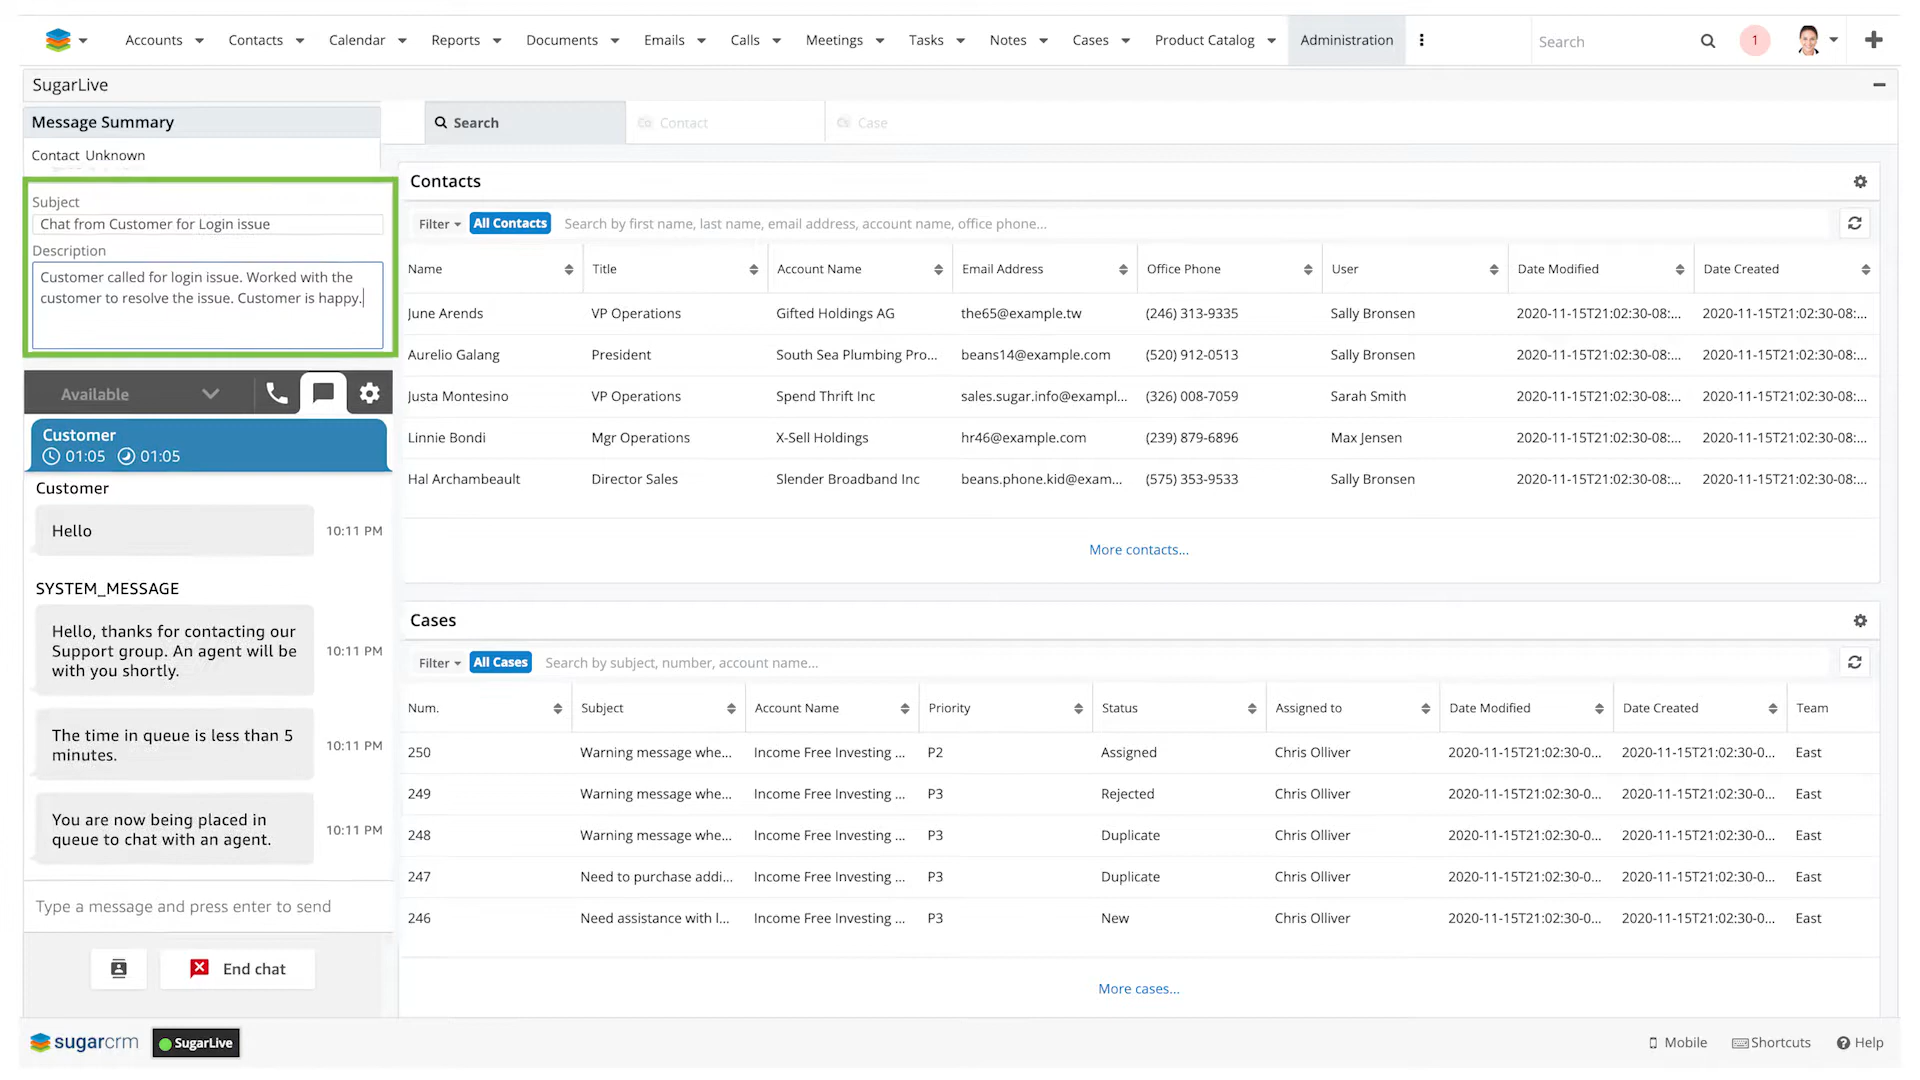 Accounts Contacts Calendar Reports Documents Emails Calls Meetings Tasks Notes Cases Product Catalog Administration Search 1
SugarLive
Message Summary
Contact Unknown
Subject
Chat from Customer for Login issue
Description
Customer called for login issue. Worked with the
customer to resolve the issue. Customer is happy.
Available
Customer
01:05 01:05
Customer
Hello 10:11 PM
SYSTEM_MESSAGE
Hello, thanks for contacting our
Support group. An agent will be
with you shortly.
10:11 PM
The time in queue is less than 5
minutes.
10:11 PM
You are now being placed in
queue to chat with an agent.
10:11 PM
Type a message and press enter to send
End chat
Search Co Contact Cs Case
Contacts
Filter All Contacts Search by first name, last name, email address, account name, office phone...
Name Title Account Name Email Address Office Phone User Date Modified Date Created
June Arends VP Operations Gifted Holdings AG the65@example.tw (246) 313-9335 Sally Bronsen 2020-11-15T21:02:30-08:... 2020-11-15T21:02:30-08:...
Aurelio Galang President South Sea Plumbing Pro... beans14@example.com (520) 912-0513 Sally Bronsen 2020-11-15T21:02:30-08:... 2020-11-15T21:02:30-08:...
Justa Montesino VP Operations Spend Thrift Inc sales.sugar.info@exampl... (326) 008-7059 Sarah Smith 2020-11-15T21:02:30-08:... 2020-11-15T21:02:30-08:...
Linnie Bondi Mgr Operations X-Sell Holdings hr46@example.com (239) 879-6896 Max Jensen 2020-11-15T21:02:30-08:... 2020-11-15T21:02:30-08:...
Hal Archambeault Director Sales Slender Broadband Inc beans.phone.kid@exam... (575) 353-9533 Sally Bronsen 2020-11-15T21:02:30-08:... 2020-11-15T21:02:30-08:...
More contacts...
Cases
Filter All Cases Search by subject, number, account name...
Num. Subject Account Name Priority Status Assigned to Date Modified Date Created Team
250 Warning message whe... Income Free Investing ... P2 Assigned Chris Olliver 2020-11-15T21:02:30-0... 2020-11-15T21:02:30-0... East
249 Warning message whe... Income Free Investing ... P3 Rejected Chris Olliver 2020-11-15T21:02:30-0... 2020-11-15T21:02:30-0... East
248 Warning message whe... Income Free Investing ... P3 Duplicate Chris Olliver 2020-11-15T21:02:30-0... 2020-11-15T21:02:30-0... East
247 Need to purchase addi... Income Free Investing ... P3 Duplicate Chris Olliver 2020-11-15T21:02:30-0... 2020-11-15T21:02:30-0... East
246 Need assistance with l... Income Free Investing ... P3 New Chris Olliver 2020-11-15T21:02:30-0... 2020-11-15T21:02:30-0... East
More cases...
sugarcrm SugarLive Mobile Shortcuts Help